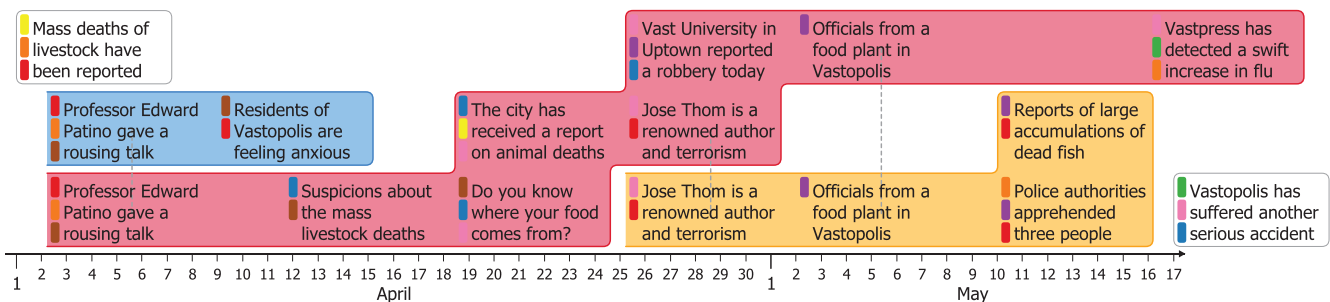 Mass deaths of
livestock have
been reported
Vast University in
Uptown reported
a robbery today
Officials from a
food plant in
Vastopolis
Vastpress has
detected a swift
increase in flu
Professor Edward
Patino gave a
rousing talk
Residents of
Vastopolis are
feeling anxious
The city has
received a report
on animal deaths
Jose Thom is a
renowned author
and terrorism
Reports of large
accumulations of
dead fish
Professor Edward
Patino gave a
rousing talk
Suspicions about
the mass
livestock deaths
Do you know
where your food
comes from?
Jose Thom is a
renowned author
and terrorism
Officials from a
food plant in
Vastopolis
Police authorities
apprehended
three people
Vastopolis has
suffered another
serious accident
1 2 3 4 5 6 7 8 9 10 11 12 13 14 15 16 17 18 19 20 21 22 23 24 25 26 27 28 29 30 1 2 3 4 5 6 7 8 9 10 11 12 13 14 15 16 17
April May